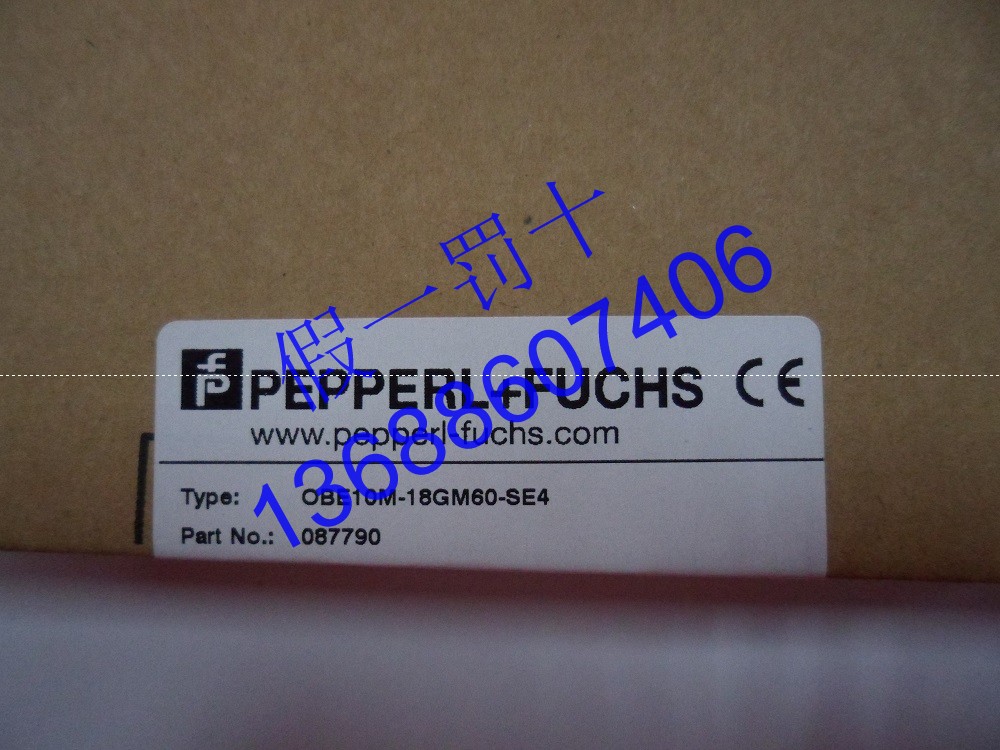 假一罚十
13688607406
PEPPERL+FUCHS CE
www.pepperl-fuchs.com
Type: OBE10M-18GM60-SE4
Part No.: 087790